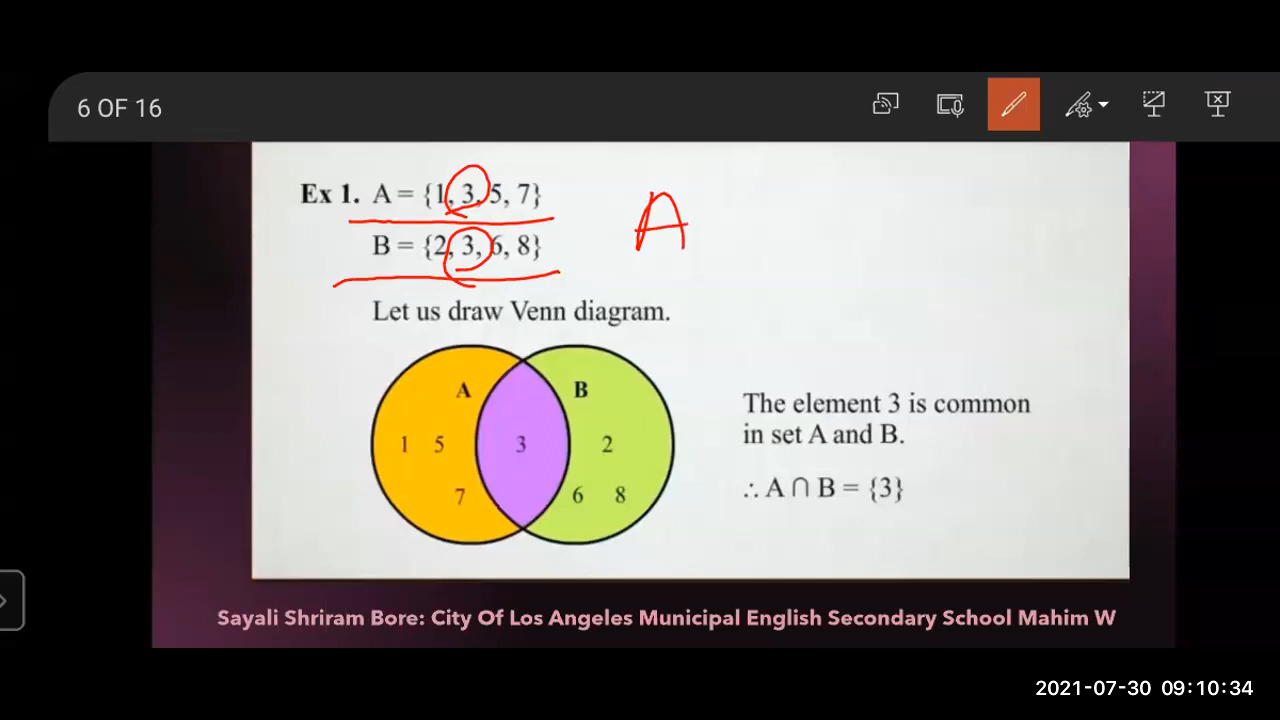 6 OF 16
Ex 1. A = {1, 3, 5, 7}
B = {2, 3, 6, 8}
A
Let us draw Venn diagram.
A
B
1 5
3
2
7
6 8
The element 3 is common
in set A and B.
∴ A ∩ B = {3}
Sayali Shriram Bore: City Of Los Angeles Municipal English Secondary School Mahim W
2021-07-30 09:10:34